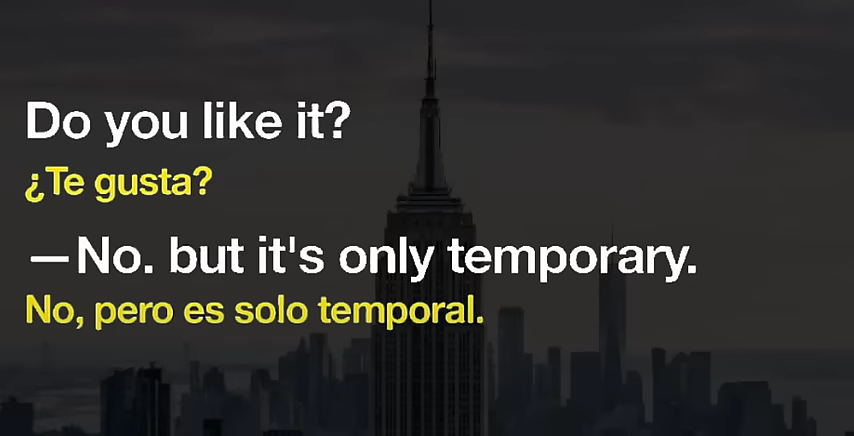 Do you like it?
¿Te gusta?
—No. but it's only temporary.
No, pero es solo temporal.